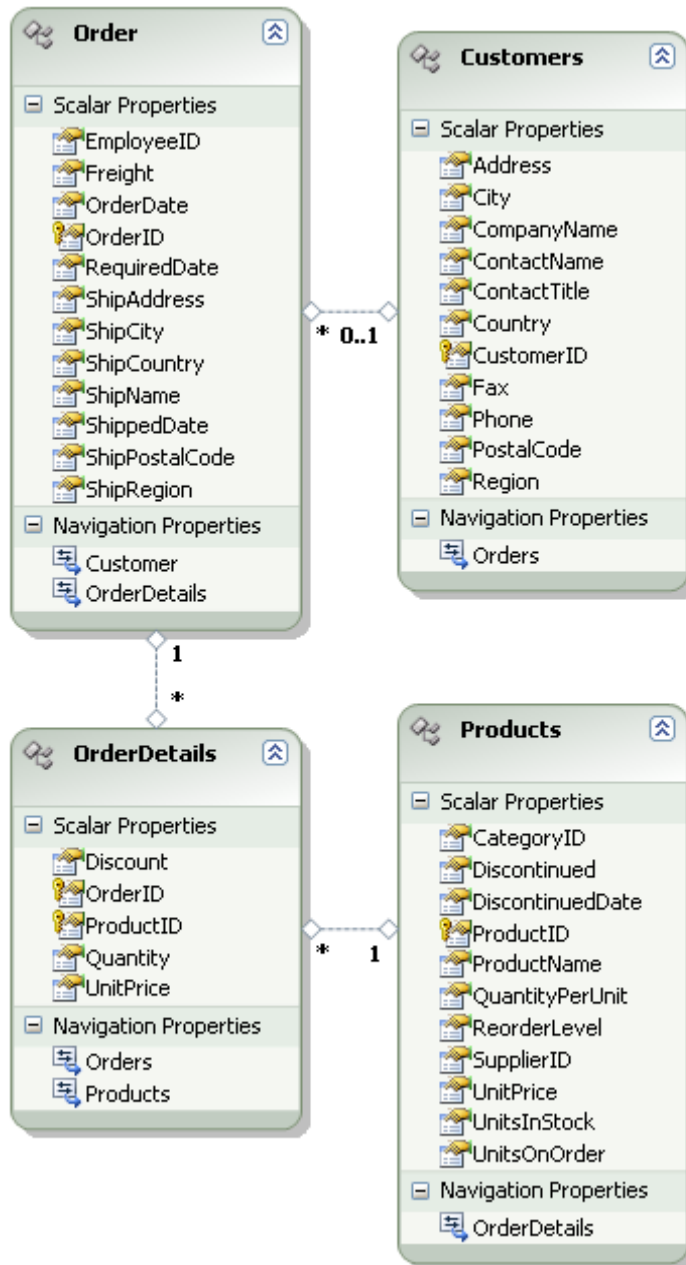 Order
Scalar Properties
EmployeeID
Freight
OrderDate
OrderID
RequiredDate
ShipAddress
ShipCity
ShipCountry
ShipName
ShippedDate
ShipPostalCode
ShipRegion
Navigation Properties
Customer
OrderDetails
* 0..1
Customers
Scalar Properties
Address
City
CompanyName
ContactName
ContactTitle
Country
CustomerID
Fax
Phone
PostalCode
Region
Navigation Properties
Orders
1
*
OrderDetails
Scalar Properties
Discount
OrderID
ProductID
Quantity
UnitPrice
Navigation Properties
Orders
Products
* 1
Products
Scalar Properties
CategoryID
Discontinued
DiscontinuedDate
ProductID
ProductName
QuantityPerUnit
ReorderLevel
SupplierID
UnitPrice
UnitsInStock
UnitsOnOrder
Navigation Properties
OrderDetails